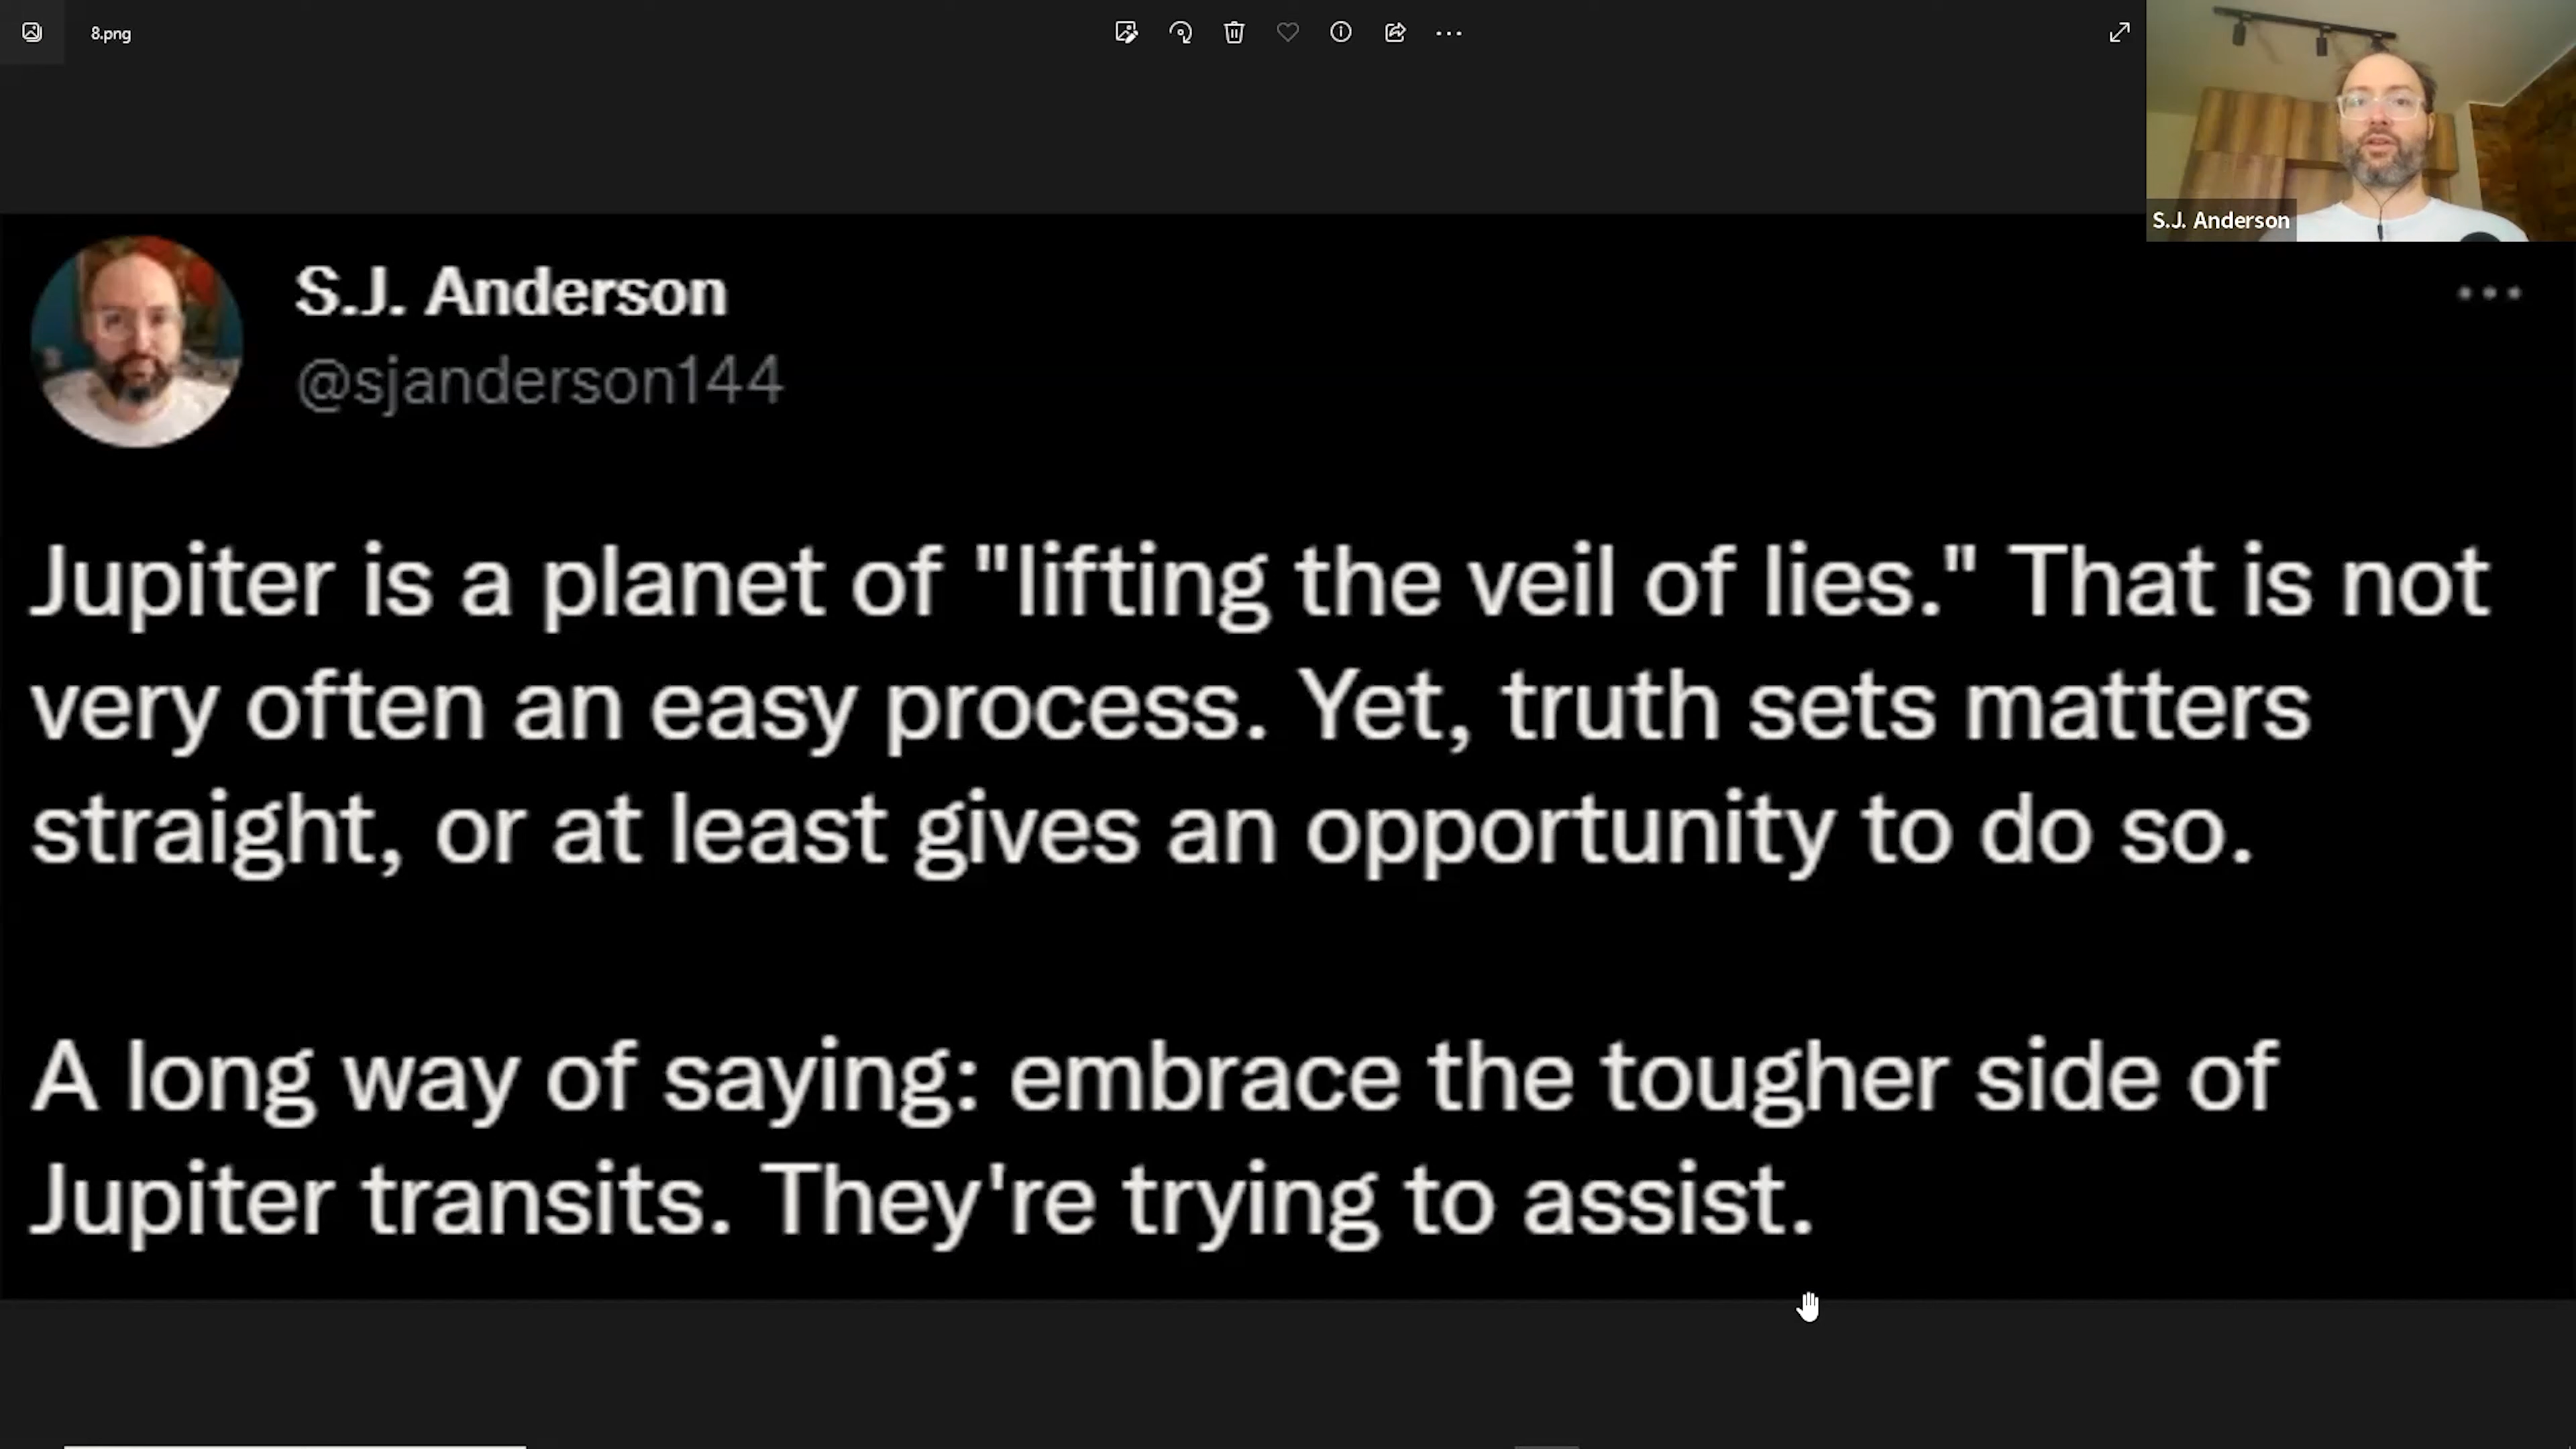 8.png
S.J. Anderson
S.J. Anderson
@sjanderson144
Jupiter is a planet of "lifting the veil of lies." That is not
very often an easy process. Yet, truth sets matters
straight, or at least gives an opportunity to do so.
A long way of saying: embrace the tougher side of
Jupiter transits. They're trying to assist.